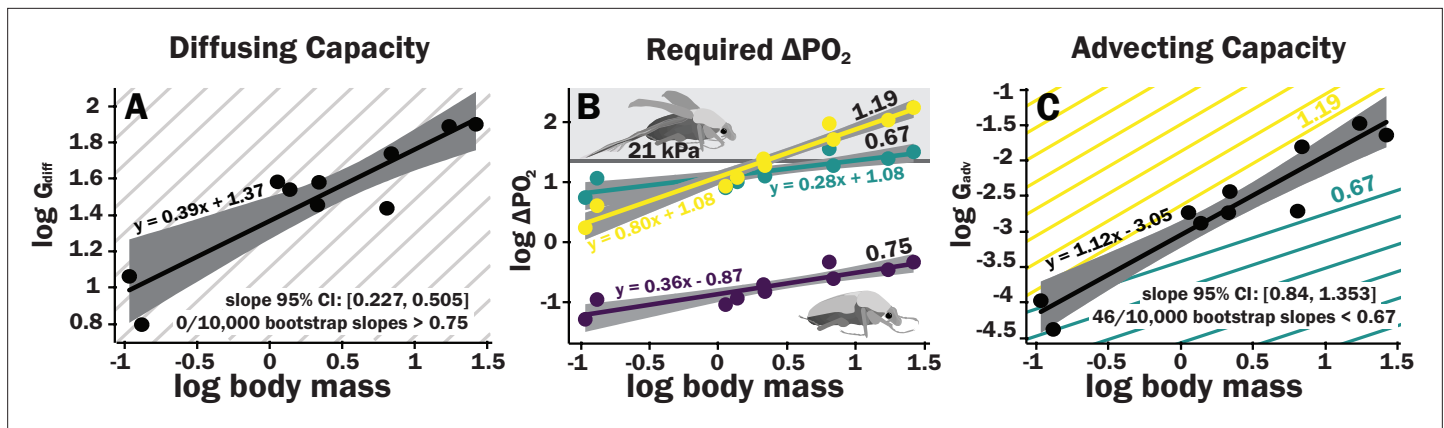 Diffusing Capacity
A
2
1.8
1.6
1.4
1.2
1
0.8
log Gdiff
y = 0.39x + 1.37
slope 95% CI: [0.227, 0.505]
0/10,000 bootstrap slopes > 0.75
-1 -0.5 0 0.5 1 1.5
log body mass
Required ΔPO₂
B
2
1
0
-1
log ΔPO₂
21 kPa
1.19
0.67
y = 0.28x + 1.08
y = 0.80x + 1.08
0.75
y = 0.36x - 0.87
-1 -0.5 0 0.5 1 1.5
log body mass
Advecting Capacity
C
-1
-1.5
-2
-2.5
-3
-3.5
-4
-4.5
log Gadv
1.19
0.67
y = 1.12x - 3.05
slope 95% CI: [0.84, 1.353]
46/10,000 bootstrap slopes < 0.67
-1 -0.5 0 0.5 1 1.5
log body mass